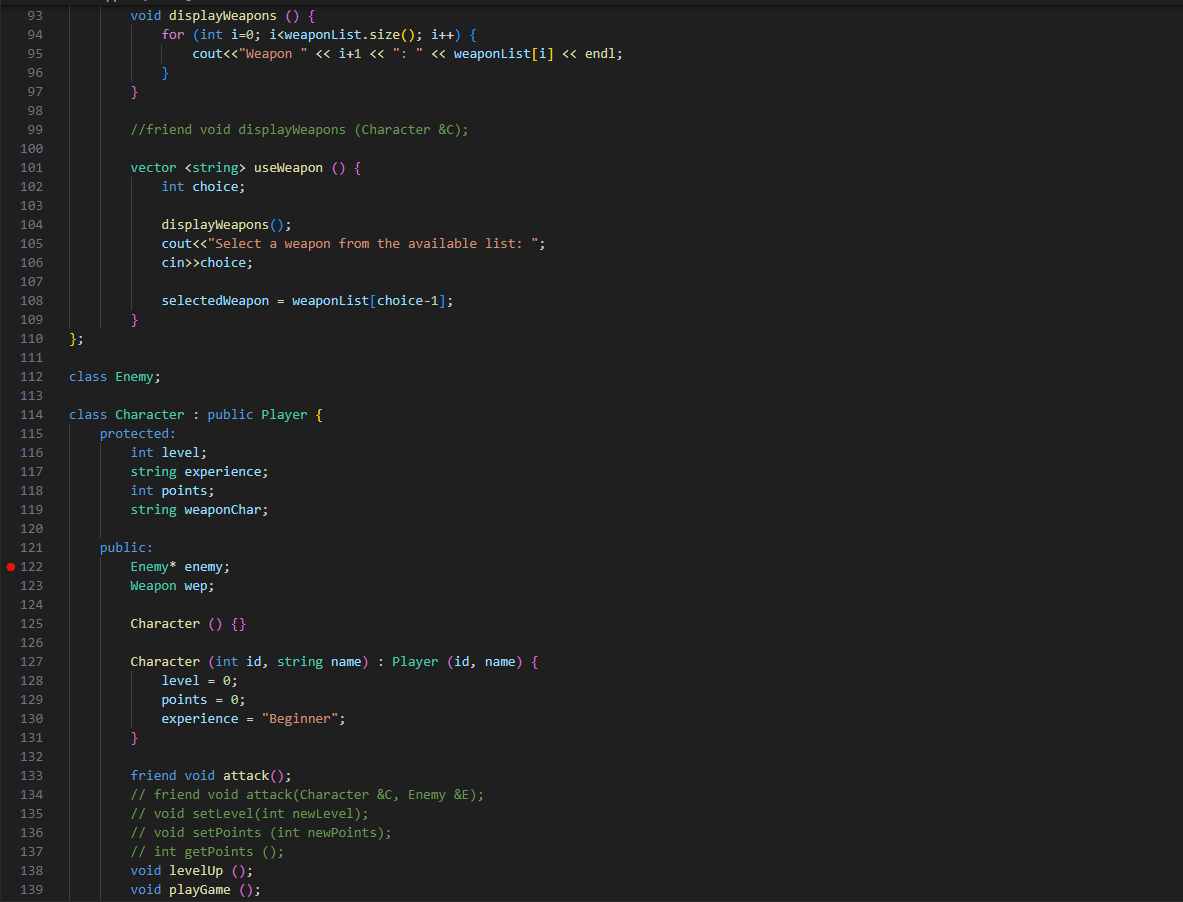 93 void displayWeapons () {
94 for (int i=0; i<weaponList.size(); i++) {
95 cout<<"Weapon " << i+1 << ": " << weaponList[i] << endl;
96 }
97 }
98
99 //friend void displayWeapons (Character &C);
100
101 vector <string> useWeapon () {
102 int choice;
103
104 displayWeapons();
105 cout<<"Select a weapon from the available list: ";
106 cin>>choice;
107
108 selectedWeapon = weaponList[choice-1];
109 }
110 };
111
112 class Enemy;
113
114 class Character : public Player {
115 protected:
116 int level;
117 string experience;
118 int points;
119 string weaponChar;
120
121 public:
122 Enemy* enemy;
123 Weapon wep;
124
125 Character () {}
126
127 Character (int id, string name) : Player (id, name) {
128 level = 0;
129 points = 0;
130 experience = "Beginner";
131 }
132
133 friend void attack();
134 // friend void attack(Character &C, Enemy &E);
135 // void setLevel(int newLevel);
136 // void setPoints (int newPoints);
137 // int getPoints ();
138 void levelUp ();
139 void playGame ();